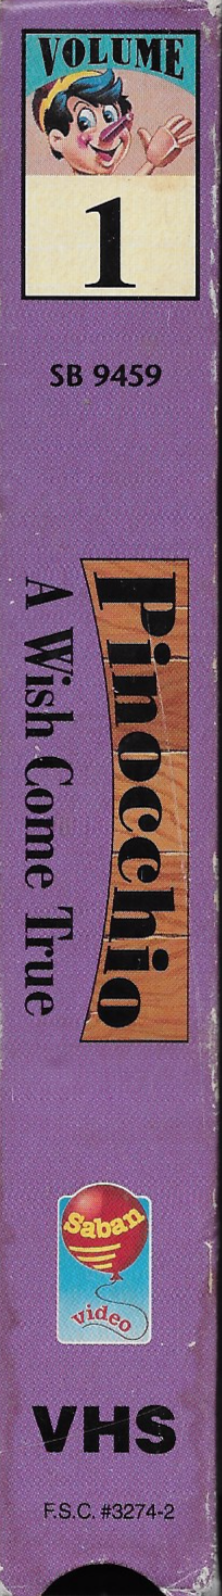 VOLUME
1
SB 9459
Pinocchio
A Wish Come True
Saban
video
VHS
F.S.C. #3274-2